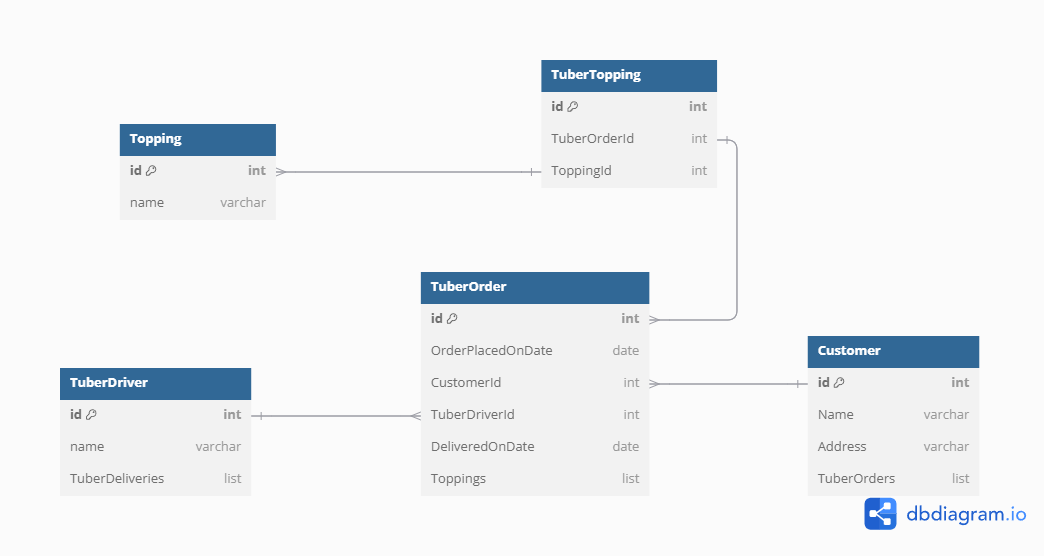 TuberTopping
id int
TuberOrderId int
ToppingId int
Topping
id int
name varchar
TuberOrder
id int
OrderPlacedOnDate date
CustomerId int
TuberDriverId int
DeliveredOnDate date
Toppings list
Customer
id int
Name varchar
Address varchar
TuberOrders list
TuberDriver
id int
name varchar
TuberDeliveries list
dbdiagram.io